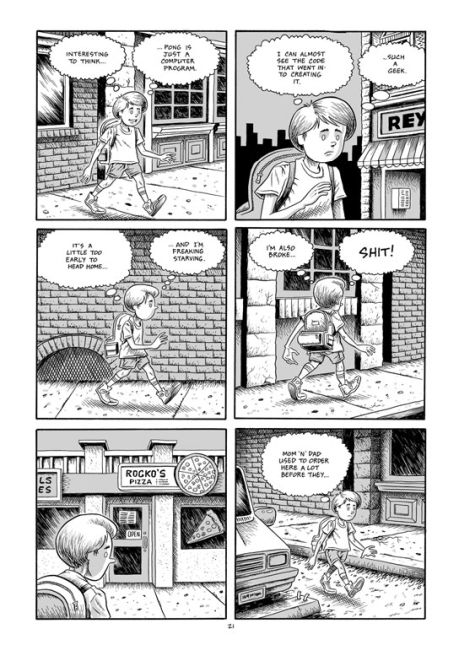 INTERESTING
TO THINK...
... PONG IS
JUST A
COMPUTER
PROGRAM.
I CAN ALMOST
SEE THE CODE
THAT WENT IN-
TO CREATING
IT.
...SUCH
A
GEEK.
REY
IT'S A
LITTLE TOO
EARLY TO
HEAD HOME...
... AND I'M
FREAKING
STARVING.
I'M ALSO
BROKE...
SHIT!
LS
ES
ROCKO'S
PIZZA
OPEN
MOM 'N' DAD
USED TO ORDER
HERE A LOT
BEFORE THEY...
21